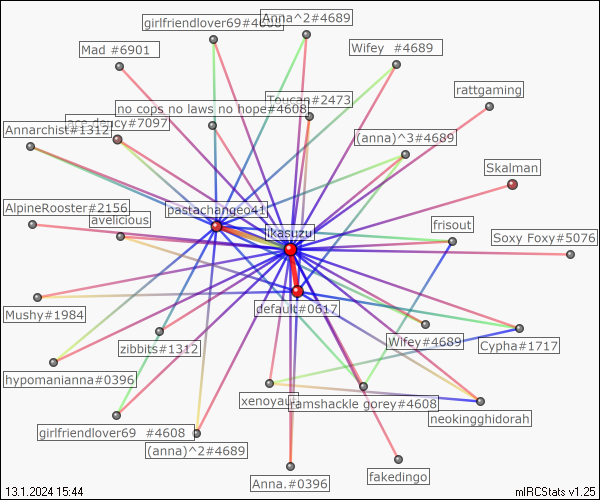 girlfriendlover69#4608
Anna^2#4689
Mad #6901
Wifey  #4689
rattgaming
no cops no laws no hope#4608
Toucan#2473
Annarchist#1312
#7097
(anna)^3#4689
Skalman
AlpineRooster#2156
avelicious
pastachangeo41
likasuzu
frisout
Soxy Foxy#5076
default#0617
Mushy#1984
zibbits#1312
Wifey#4689
Cypha#1717
hypomanianna#0396
xenoyau
ramshackle gorey#4608
neokingghidorah
girlfriendlover69  #4608
(anna)^2#4689
Anna.#0396
fakedingo
13.1.2024 15:44
mIRCStats v1.25